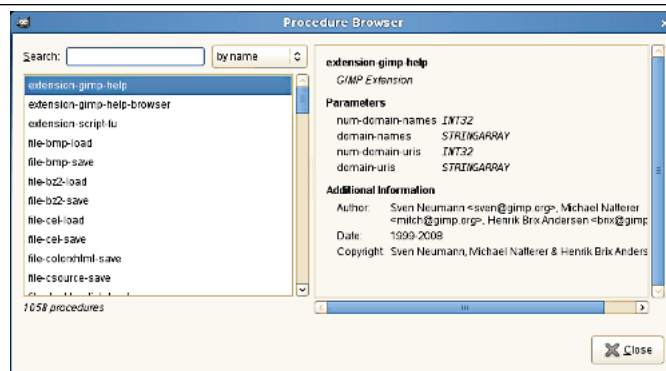 Procedure Browser
Search:
by name
extension-gimp-help
extension-gimp-help-browser
extension-script-fu
file-bmp-load
file-bmp-save
file-bz2-load
file-bz2-save
file-cel-load
file-cel-save
file-colorxhtml-save
file-csource-save
1058 procedures
extension-gimp-help
GIMP Extension
Parameters
num-domain-names INT32
domain-names STRINGARRAY
num-domain-uris INT32
domain-uris STRINGARRAY
Additional Information
Author: Sven Neumann <sven@gimp.org>, Michael Natterer
<mitch@gimp.org>, Henrik Brix Andersen <brix@gimp
Date: 1999-2008
Copyright: Sven Neumann, Michael Natterer & Henrik Brix Anders
Close